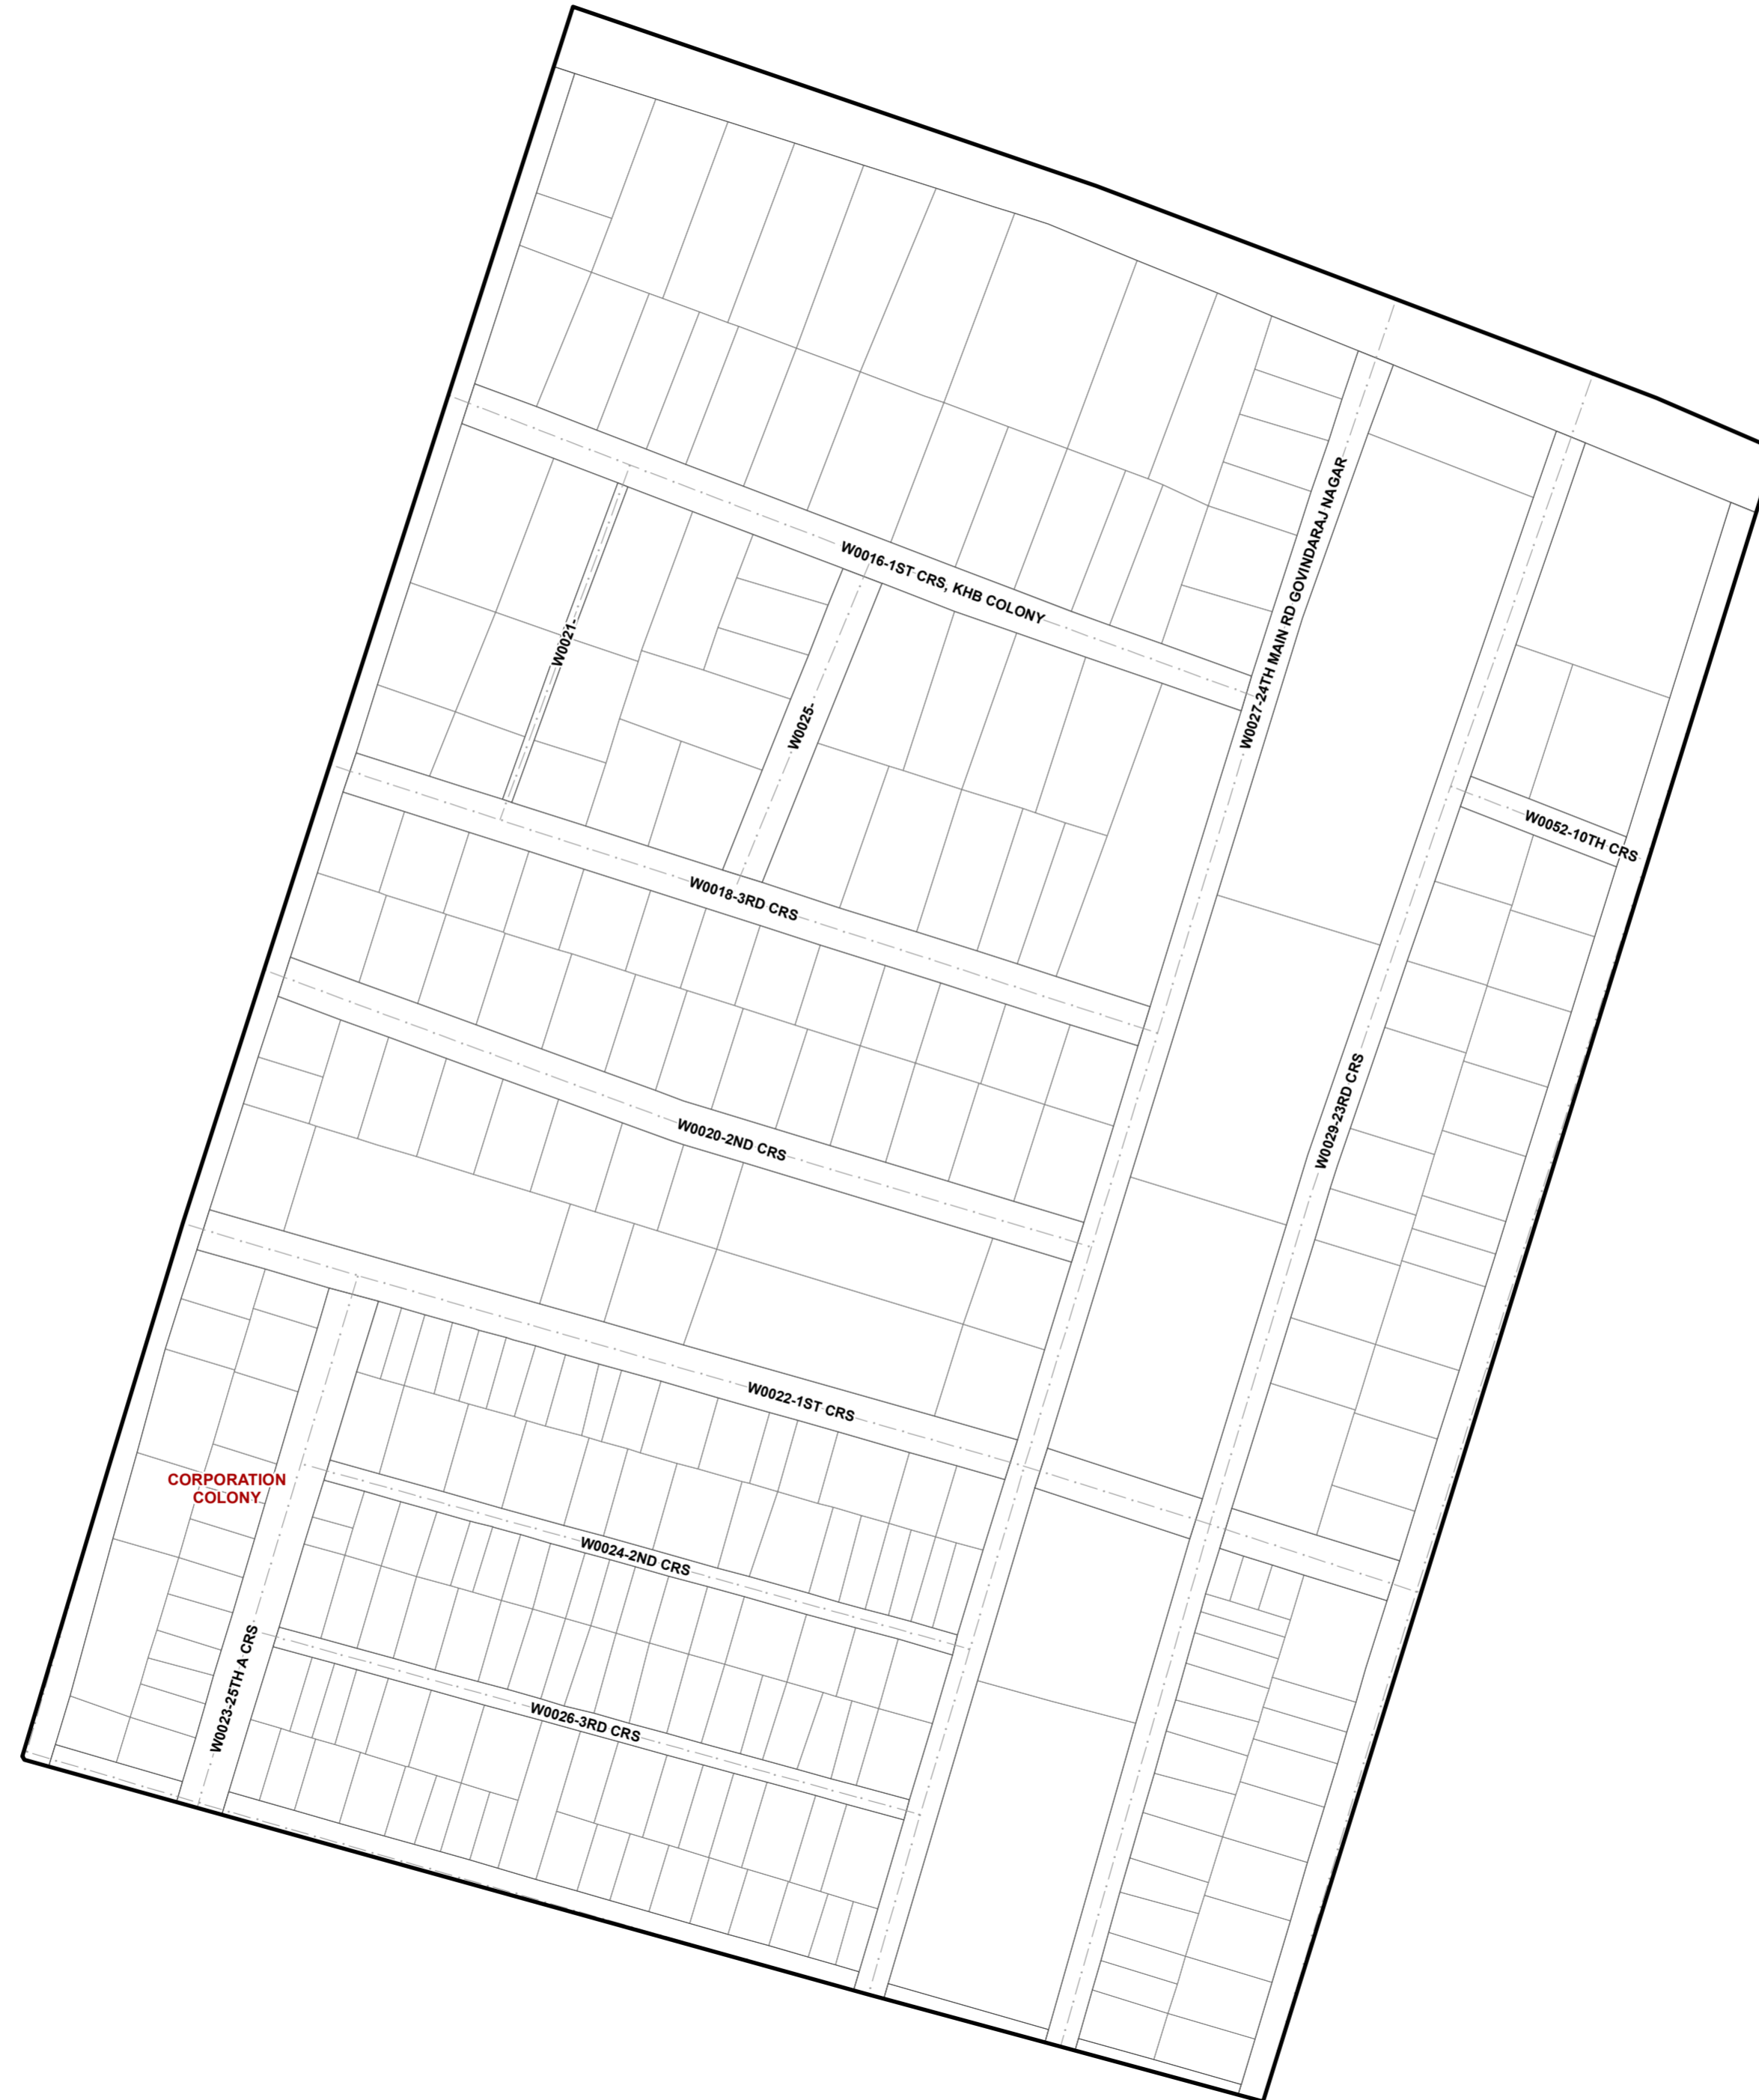 W0016-1ST CRS, KHB COLONY
W0027-24TH MAIN RD GOVINDARAJ NAGAR
W0021-
W0025-
W0052-10TH CRS
W0018-3RD CRS
W0029-23RD CRS
W0020-2ND CRS
W0022-1ST CRS
CORPORATION
COLONY
W0024-2ND CRS
W0023-25TH A CRS
W0026-3RD CRS